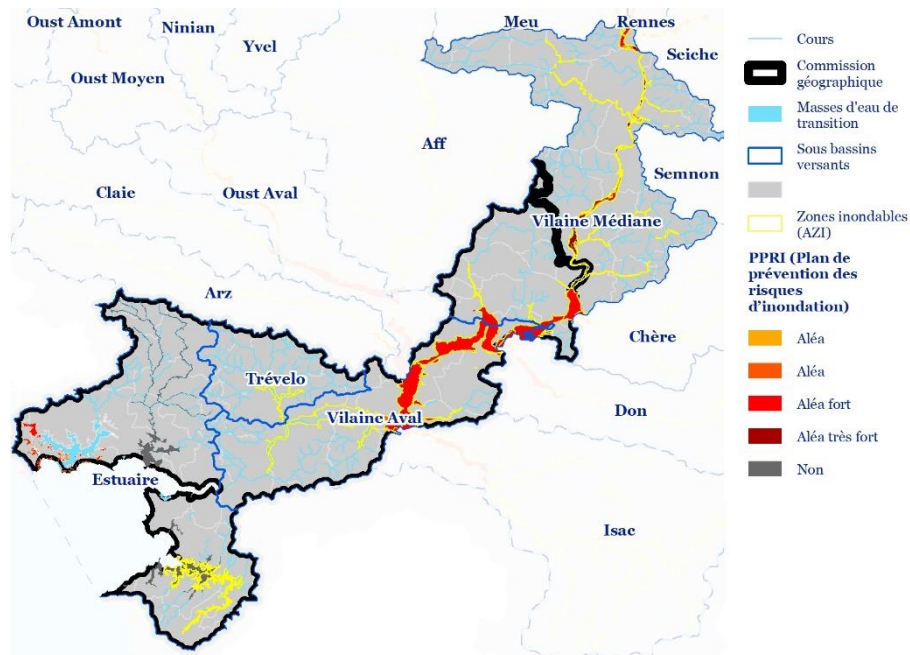 Oust Amont
Ninian
Yvel
Meu
Rennes
Seiche
Oust Moyen
Aff
Semnon
Claie
Oust Aval
Vilaine Médiane
Arz
Chère
Trévelo
Don
Vilaine Aval
Estuaire
Isac
Cours
Commission
géographique
Masses d'eau de
transition
Sous bassins
versants
Zones inondables
(AZI)
PPRI (Plan de
prévention des
risques
d'inondation)
Aléa
Aléa
Aléa fort
Aléa très fort
Non